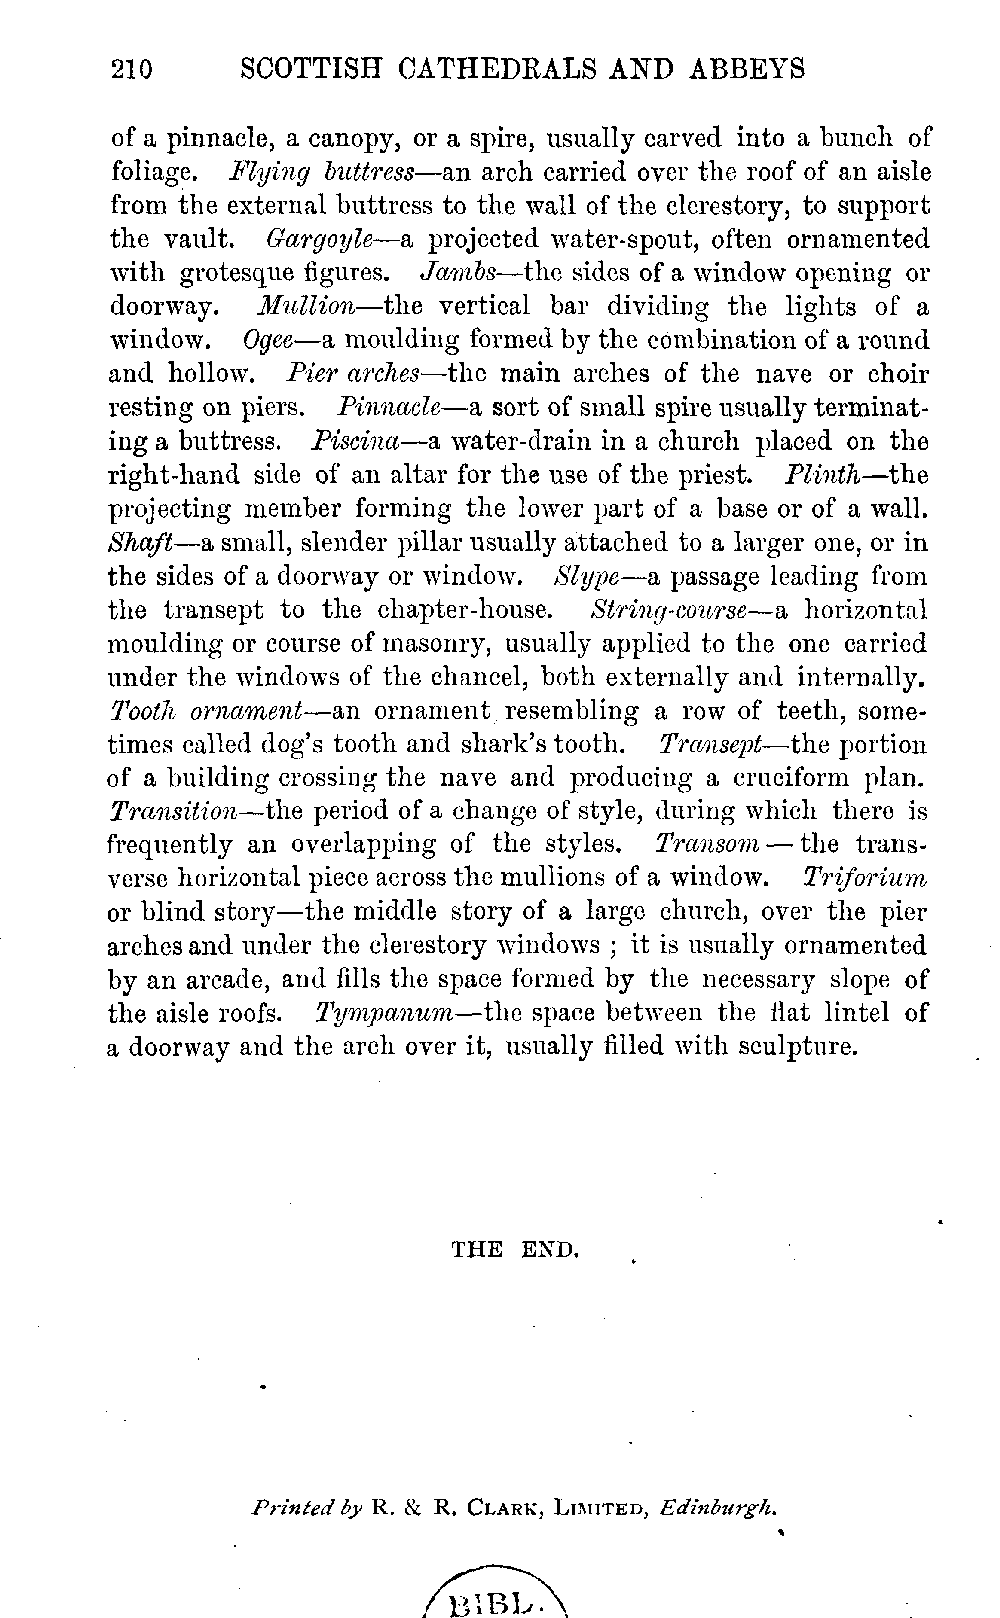 210 SCOTTISH CATHEDRALS AND ABBEYS
of a pinnacle, a canopy, or a spire, usually carved into a bunch of
foliage. Flying buttress—an arch carried over the roof of an aisle
from the external buttress to the wall of the clerestory, to support
the vault. Gargoyle—a projected water-spout, often ornamented
with grotesque figures. Jambs—the sides of a window opening or
doorway. Mullion—the vertical bar dividing the lights of a
window. Ogee—a moulding formed by the combination of a round
and hollow. Pier arches—the main arches of the nave or choir
resting on piers. Pinnacle—a sort of small spire usually terminat-
ing a buttress. Piscina—a water-drain in a church placed on the
right-hand side of an altar for the use of the priest. Plinth—the
projecting member forming the lower part of a base or of a wall.
Shaft—a small, slender pillar usually attached to a larger one, or in
the sides of a doorway or window. Slype—a passage leading from
the transept to the chapter-house. String-course—a horizontal
moulding or course of masonry, usually applied to the one carried
under the windows of the chancel, both externally and internally.
Tooth ornament—an ornament resembling a row of teeth, some-
times called dog's tooth and shark's tooth. Transept—the portion
of a building crossing the nave and producing a cruciform plan.
Transition—the period of a change of style, during which there is
frequently an overlapping of the styles. Transom — the trans-
verse horizontal piece across the mullions of a window. Triforium
or blind story—the middle story of a large church, over the pier
arches and under the clerestory windows ; it is usually ornamented
by an arcade, and fills the space formed by the necessary slope of
the aisle roofs. Tympanum—the space between the flat lintel of
a doorway and the arch over it, usually filled with sculpture.
THE END.
Printed by R. & R. CLARK, LIMITED, Edinburgh.
BIBL.